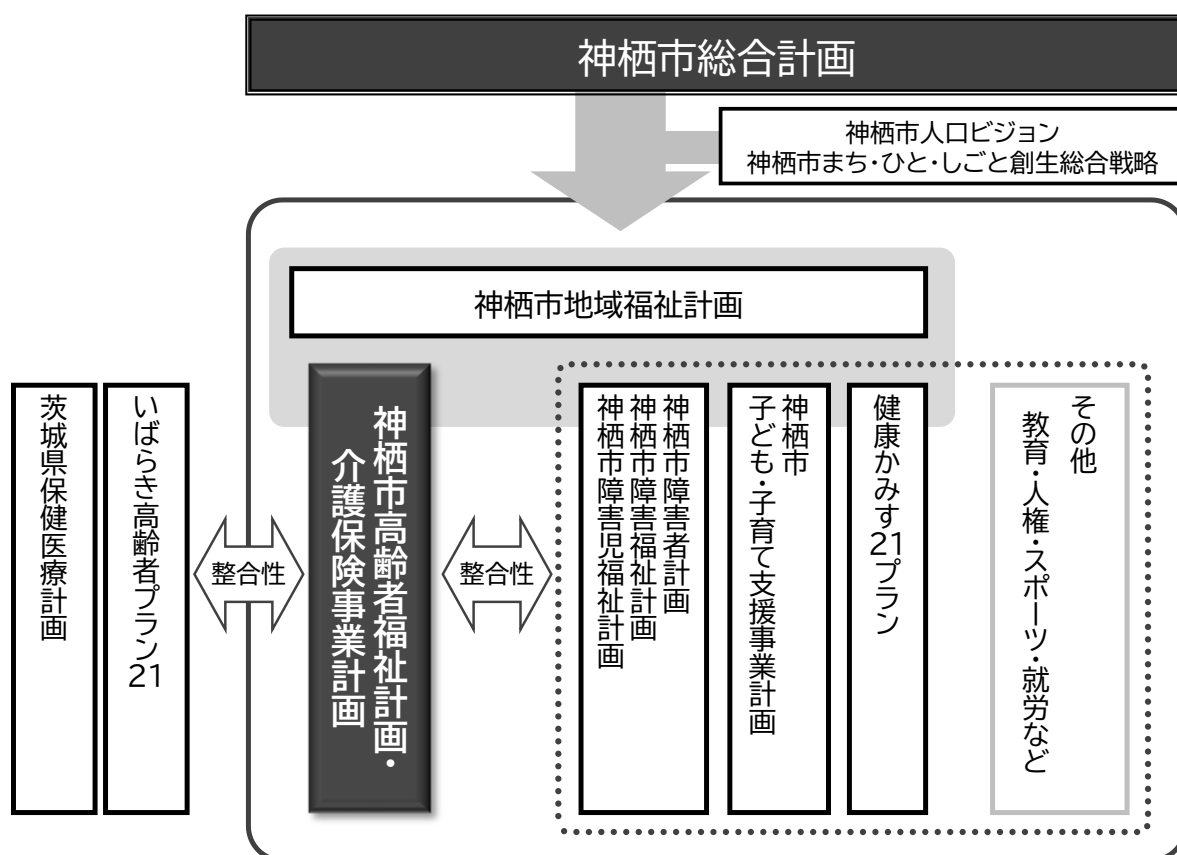 神栖市総合計画
神栖市人口ビジョン
神栖市まち・ひと・しごと創生総合戦略
神栖市地域福祉計画
茨城県保健医療計画
いばらき高齢者プラン21
整合性
神栖市高齢者福祉計画・
介護保険事業計画
整合性
神栖市障害者計画
神栖市障害福祉計画
神栖市障害児福祉計画
神栖市
子ども・子育て支援事業計画
健康かみす21プラン
その他
教育・人権・スポーツ・就労など